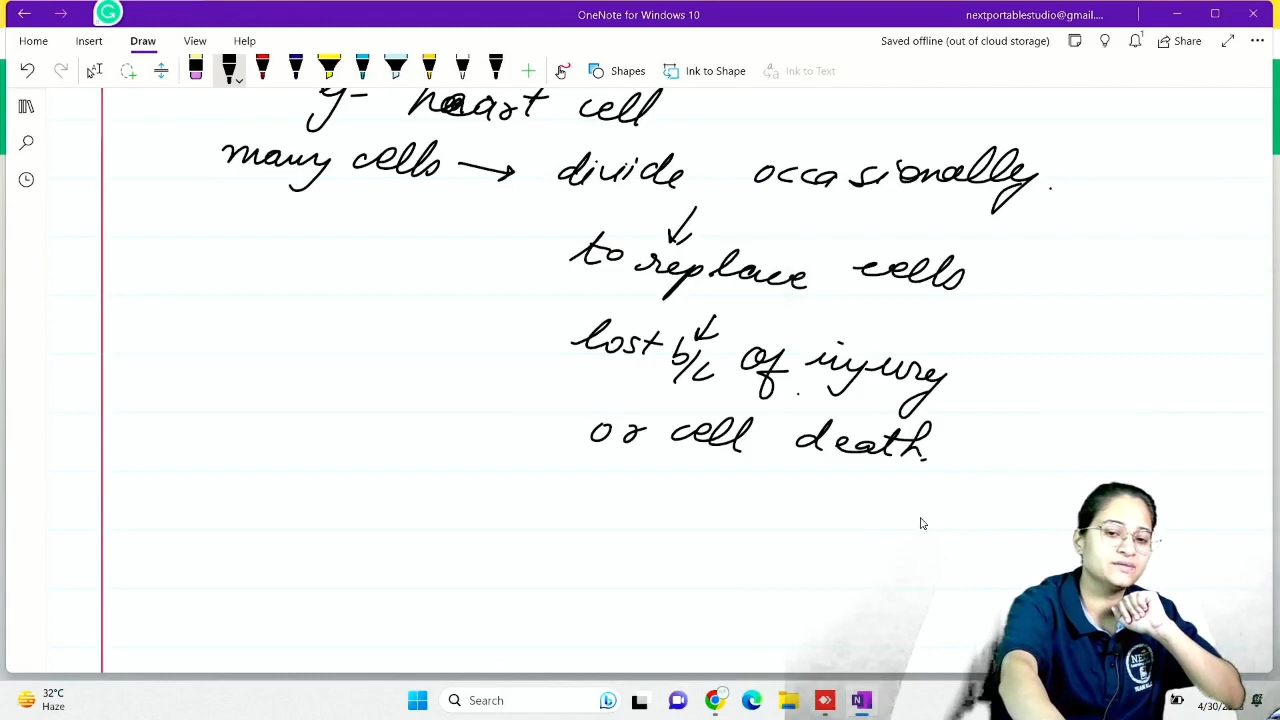 OneNote for Windows 10
nextportablestudio@gmail....
Home Insert Draw View Help
Saved offline (out of cloud storage)
Share
Shapes
Ink to Shape
Ink to Text
heart cell
many cells → divide occasionally.
to replace cells
lost b/c of injury
or cell death.
32°C
Haze
Search